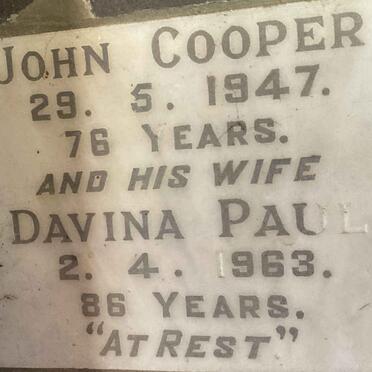 JOHN COOPER
29. 5. 1947.
76 YEARS.
AND HIS WIFE
DAVINA PAUL
2. 4. 1963.
86 YEARS.
"AT REST"